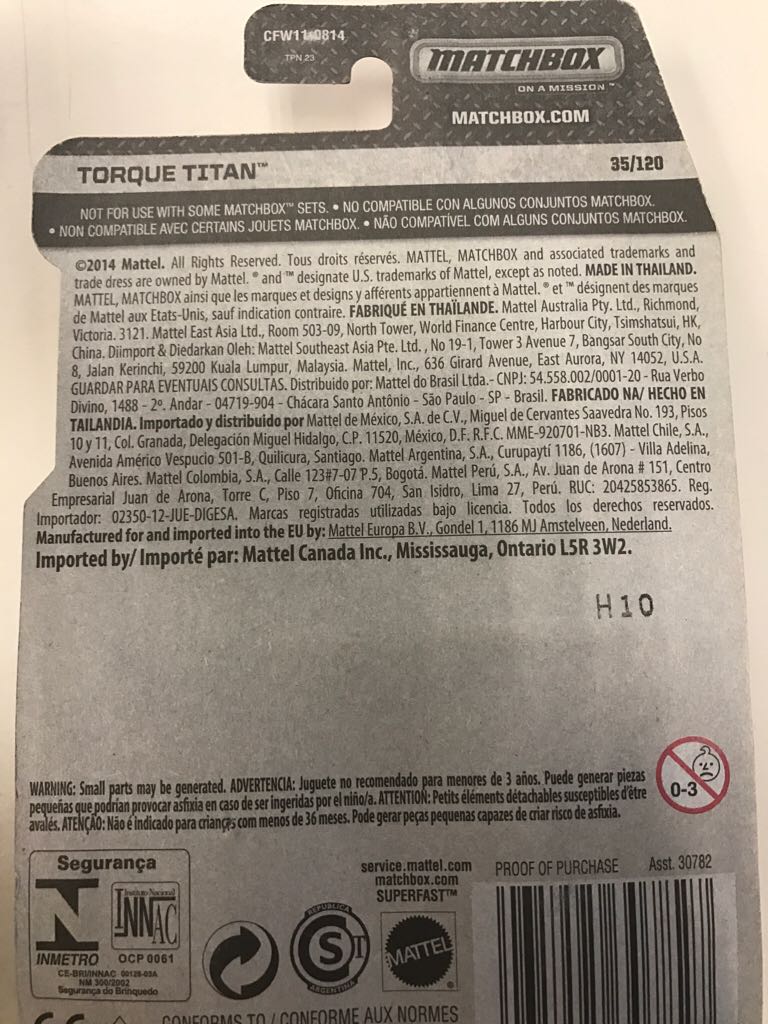 CFW11-0814
TPN 23
MATCHBOX
ON A MISSION™
MATCHBOX.COM
TORQUE TITAN™
35/120
NOT FOR USE WITH SOME MATCHBOX™ SETS. • NO COMPATIBLE CON ALGUNOS CONJUNTOS MATCHBOX.
• NON COMPATIBLE AVEC CERTAINS JOUETS MATCHBOX. • NÃO COMPATÍVEL COM ALGUNS CONJUNTOS MATCHBOX.
©2014 Mattel. All Rights Reserved. Tous droits réservés. MATTEL, MATCHBOX and associated trademarks and
trade dress are owned by Mattel. ® and ™ designate U.S. trademarks of Mattel, except as noted. MADE IN THAILAND.
MATTEL, MATCHBOX ainsi que les marques et designs y afférents appartiennent à Mattel. ® et ™ désignent des marques
de Mattel aux Etats-Unis, sauf indication contraire. FABRIQUÉ EN THAÏLANDE. Mattel Australia Pty. Ltd., Richmond,
Victoria. 3121. Mattel East Asia Ltd., Room 503-09, North Tower, World Finance Centre, Harbour City, Tsimshatsui, HK,
China. Diimport & Diedarkan Oleh: Mattel Southeast Asia Pte. Ltd. , No 19-1, Tower 3 Avenue 7, Bangsar South City, No
8, Jalan Kerinchi, 59200 Kuala Lumpur, Malaysia. Mattel, Inc., 636 Girard Avenue, East Aurora, NY 14052, U.S.A.
GUARDAR PARA EVENTUAIS CONSULTAS. Distribuido por: Mattel do Brasil Ltda.- CNPJ: 54.558.002/0001-20 - Rua Verbo
Divino, 1488 - 2º. Andar - 04719-904 - Chácara Santo Antônio - São Paulo - SP - Brasil. FABRICADO NA/ HECHO EN
TAILANDIA. Importado y distribuido por Mattel de México, S.A. de C.V., Miguel de Cervantes Saavedra No. 193, Pisos
10 y 11, Col. Granada, Delegación Miguel Hidalgo, C.P. 11520, México, D.F. R.F.C. MME-920701-NB3. Mattel Chile, S.A.,
Avenida Américo Vespucio 501-B, Quilicura, Santiago. Mattel Argentina, S.A., Curupaytí 1186, (1607) - Villa Adelina,
Buenos Aires. Mattel Colombia, S.A., Calle 123#7-07 P.5, Bogotá. Mattel Perú, S.A., Av. Juan de Arona # 151, Centro
Empresarial Juan de Arona, Torre C, Piso 7, Oficina 704, San Isidro, Lima 27, Perú. RUC: 20425853865. Reg.
Importador: 02350-12-JUE-DIGESA. Marcas registradas utilizadas bajo licencia. Todos los derechos reservados.
Manufactured for and imported into the EU by: Mattel Europa B.V., Gondel 1, 1186 MJ Amstelveen, Nederland.
Imported by/ Importé par: Mattel Canada Inc., Mississauga, Ontario L5R 3W2.
H10
WARNING: Small parts may be generated. ADVERTENCIA: Juguete no recomendado para menores de 3 años. Puede generar piezas
pequeñas que podrían provocar asfixia en caso de ser ingeridas por el niño/a. ATTENTION: Petits éléments détachables susceptibles d'être
avalés. ATENÇÃO: Não é indicado para crianças com menos de 36 meses. Pode gerar peças pequenas capazes de criar risco de asfixia.
0-3
Segurança
Instituto Nacional
INNAC
INMETRO
OCP 0061
CE-BRI/INNAC 00128-03A
NM 300/2002
Segurança do Brinquedo
service.mattel.com
matchbox.com
SUPERFAST™
REPUBLICA
S T
ARGENTINA
MATTEL®
PROOF OF PURCHASE
Asst. 30782
CE
CONFORMS TO / CONFORME AUX NORMES